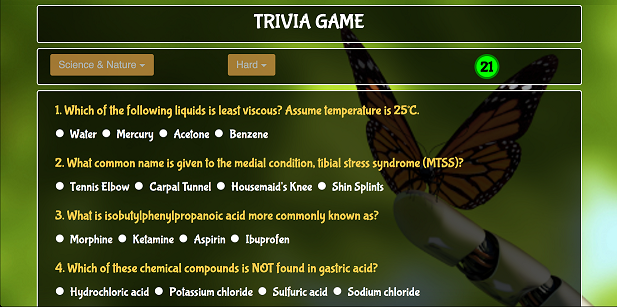 TRIVIA GAME
Science & Nature Hard 21
1. Which of the following liquids is least viscous? Assume temperature is 25°C.
Water Mercury Acetone Benzene
2. What common name is given to the medial condition, tibial stress syndrome (MTSS)?
Tennis Elbow Carpal Tunnel Housemaid's Knee Shin Splints
3. What is isobutylphenylpropanoic acid more commonly known as?
Morphine Ketamine Aspirin Ibuprofen
4. Which of these chemical compounds is NOT found in gastric acid?
Hydrochloric acid Potassium chloride Sulfuric acid Sodium chloride